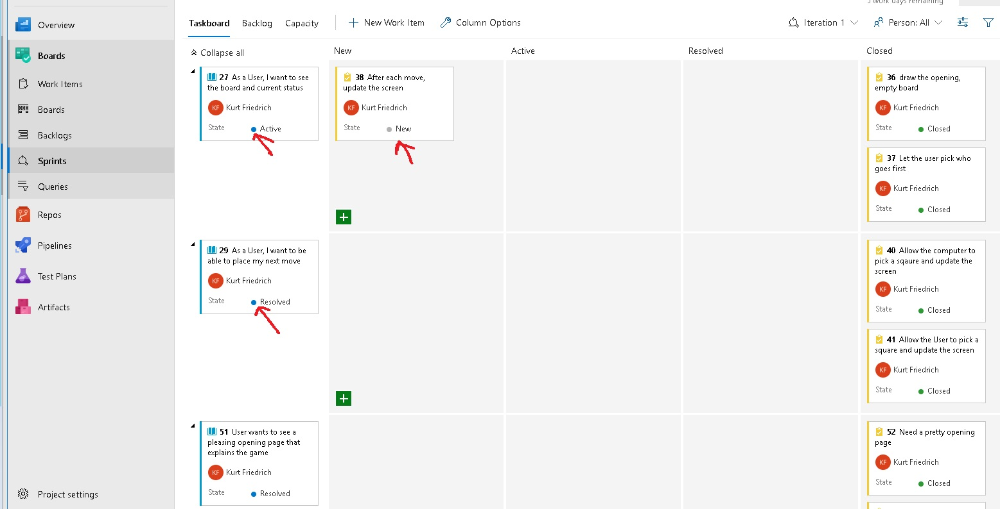 5 work days remaining
Overview
Boards
Work Items
Boards
Backlogs
Sprints
Queries
Repos
Pipelines
Test Plans
Artifacts
Project settings
Taskboard Backlog Capacity New Work Item Column Options Iteration 1 Person: All
Collapse all New Active Resolved Closed
27 As a User, I want to see
the board and current status
KF Kurt Friedrich
State Active
38 After each move,
update the screen
KF Kurt Friedrich
State New
36 draw the opening,
empty board
KF Kurt Friedrich
State Closed
37 Let the user pick who
goes first
KF Kurt Friedrich
State Closed
29 As a User, I want to be
able to place my next move
KF Kurt Friedrich
State Resolved
40 Allow the computer to
pick a sqaure and update the
screen
KF Kurt Friedrich
State Closed
41 Allow the User to pick a
square and update the screen
KF Kurt Friedrich
State Closed
51 User wants to see a
pleasing opening page that
explains the game
KF Kurt Friedrich
State Resolved
52 Need a pretty opening
page
KF Kurt Friedrich
State Closed